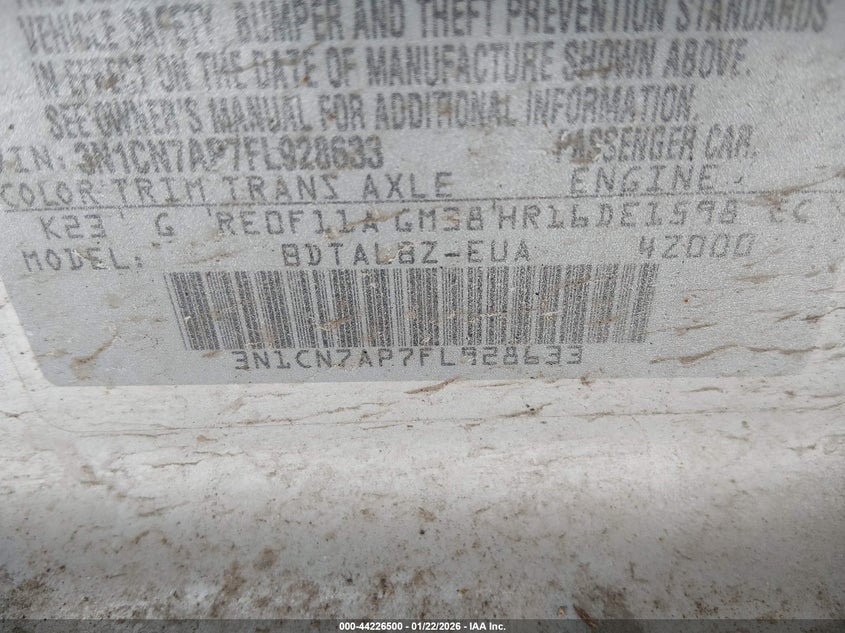 VEHICLE SAFETY, BUMPER AND THEFT PREVENTION STANDARDS
IN EFFECT ON THE DATE OF MANUFACTURE SHOWN ABOVE.
SEE OWNER'S MANUAL FOR ADDITIONAL INFORMATION.
IN: 3N1CN7AP7FL928633 PASSENGER CAR.
COLOR TRIM TRANS AXLE ENGINE
K23 G RE0F11A GM38 HR16DE1598 CC
MODEL: BDTALBZ-EUA 42000
3N1CN7AP7FL928633
000-44226500 - 01/22/2026 - IAA Inc.